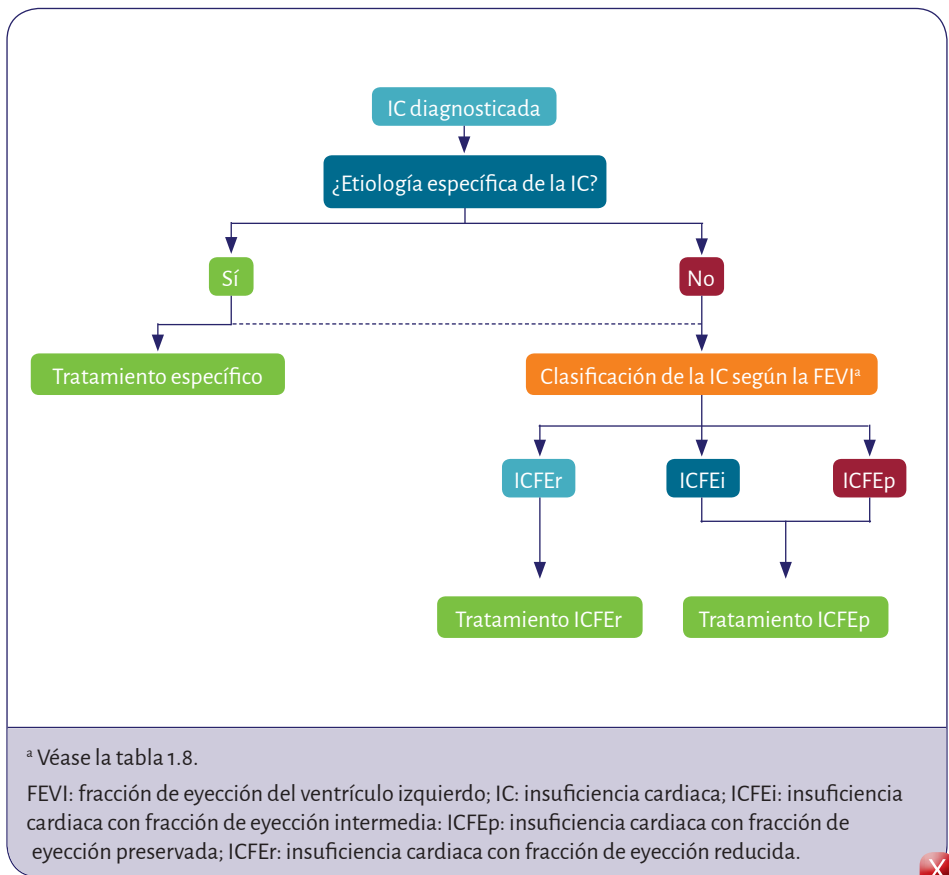 IC diagnosticada
¿Etiología específica de la IC?
Sí
No
Tratamiento específico
Clasificación de la IC según la FEVIᵃ
ICFEr
ICFEi
ICFEp
Tratamiento ICFEr
Tratamiento ICFEp
ᵃ Véase la tabla 1.8.
FEVI: fracción de eyección del ventrículo izquierdo; IC: insuficiencia cardiaca; ICFEi: insuficiencia
cardiaca con fracción de eyección intermedia: ICFEp: insuficiencia cardiaca con fracción de
eyección preservada; ICFEr: insuficiencia cardiaca con fracción de eyección reducida.
X